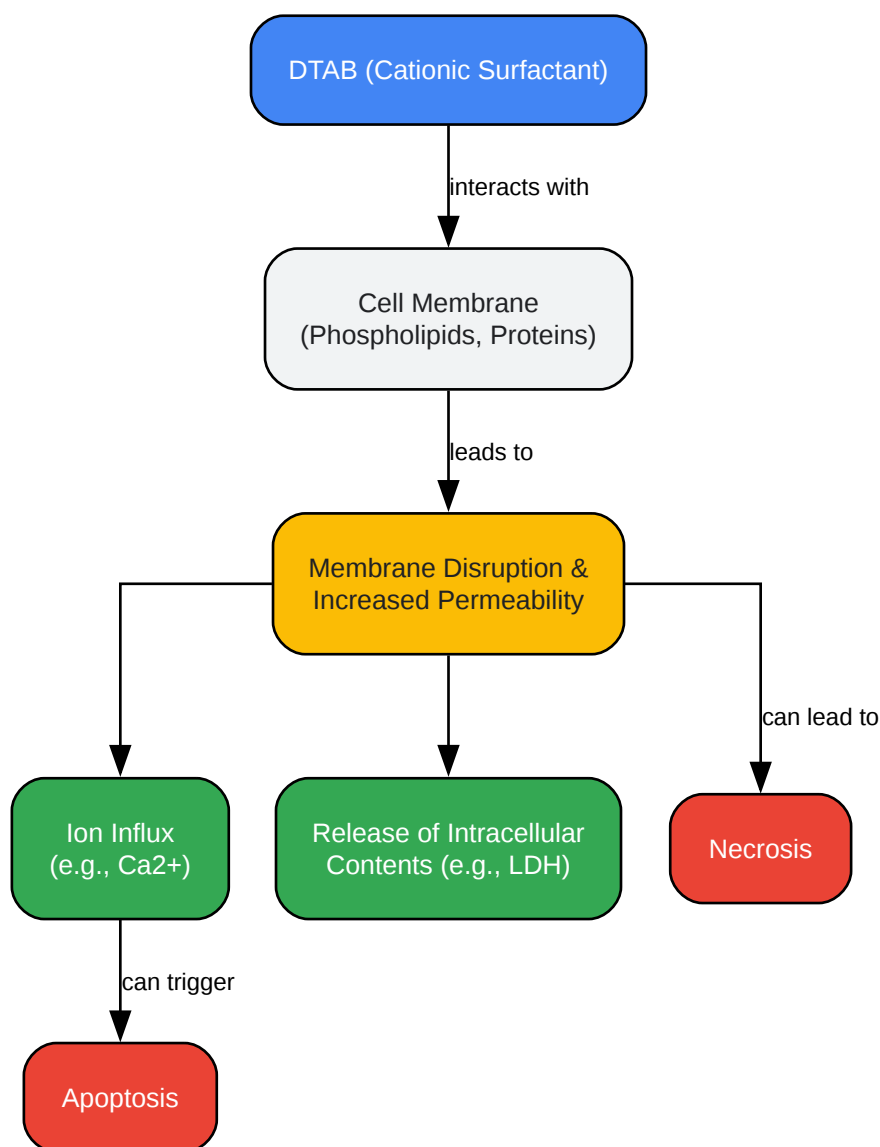 DTAB (Cationic Surfactant)
interacts with
Cell Membrane
(Phospholipids, Proteins)
leads to
Membrane Disruption &
Increased Permeability
can lead to
Ion Influx
(e.g., Ca2+)
Release of Intracellular
Contents (e.g., LDH)
Necrosis
can trigger
Apoptosis